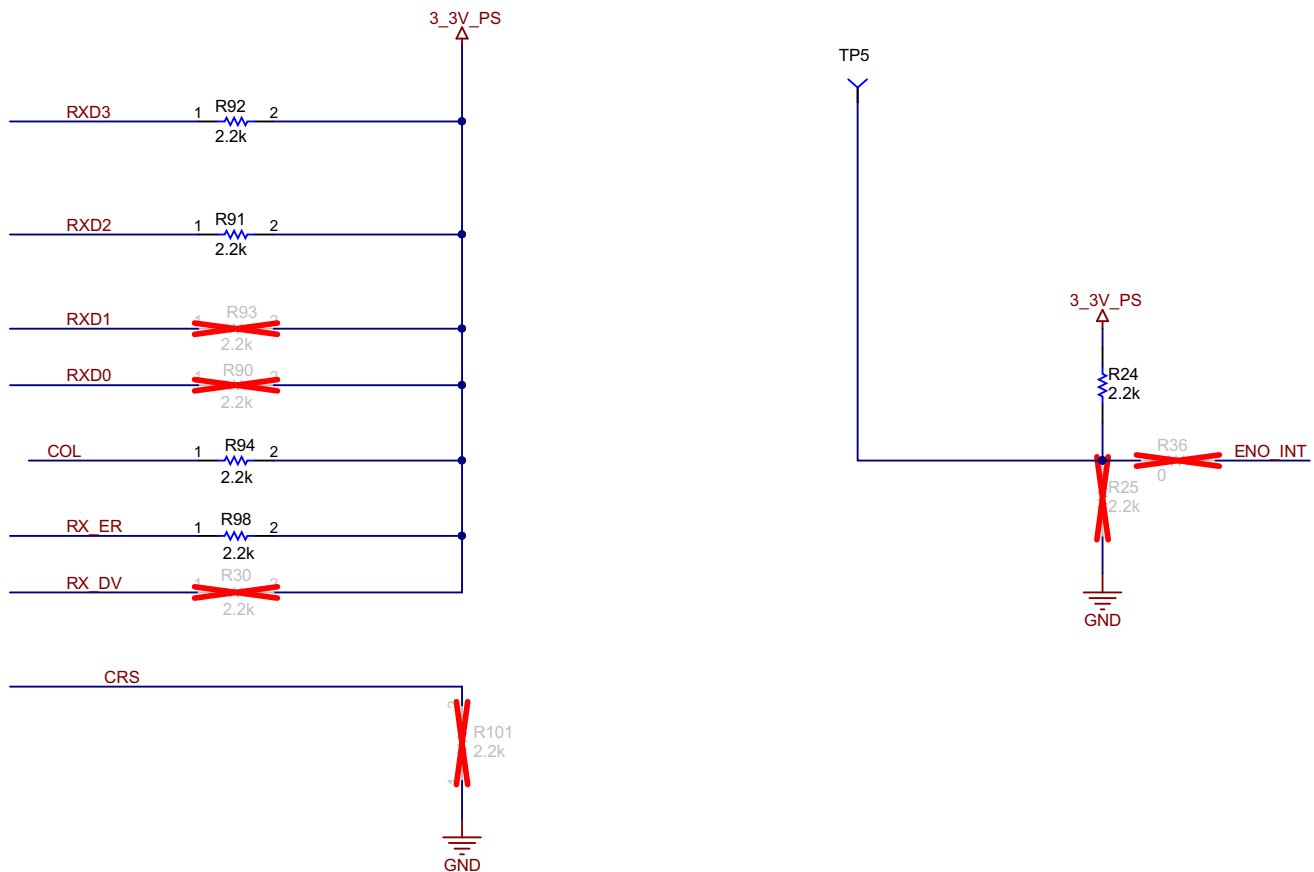 3_3V_PS
TP5
RXD3
1 R92 2
2.2k
RXD2
1 R91 2
2.2k
RXD1
R93
2.2k
RXD0
R90
2.2k
COL
1 R94 2
2.2k
RX_ER
1 R98 2
2.2k
RX_DV
R30
2.2k
CRS
R101
2.2k
GND
3_3V_PS
R24
2.2k
R36
0
ENO_INT
R25
2.2k
GND